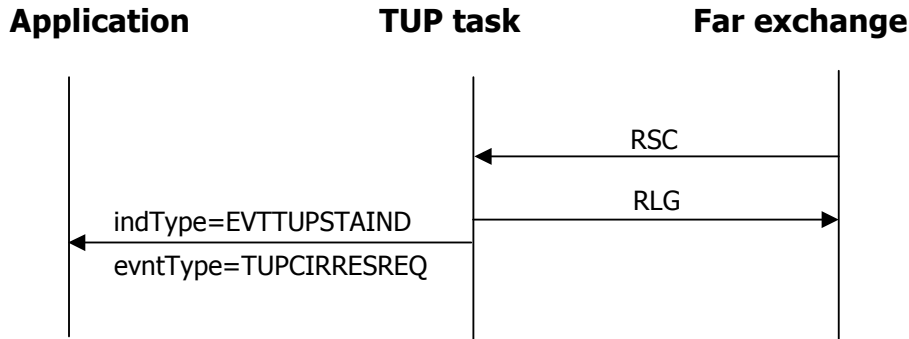 Application TUP task Far exchange
RSC
RLG
indType=EVTTUPSTAIND
evntType=TUPCIRRESREQ